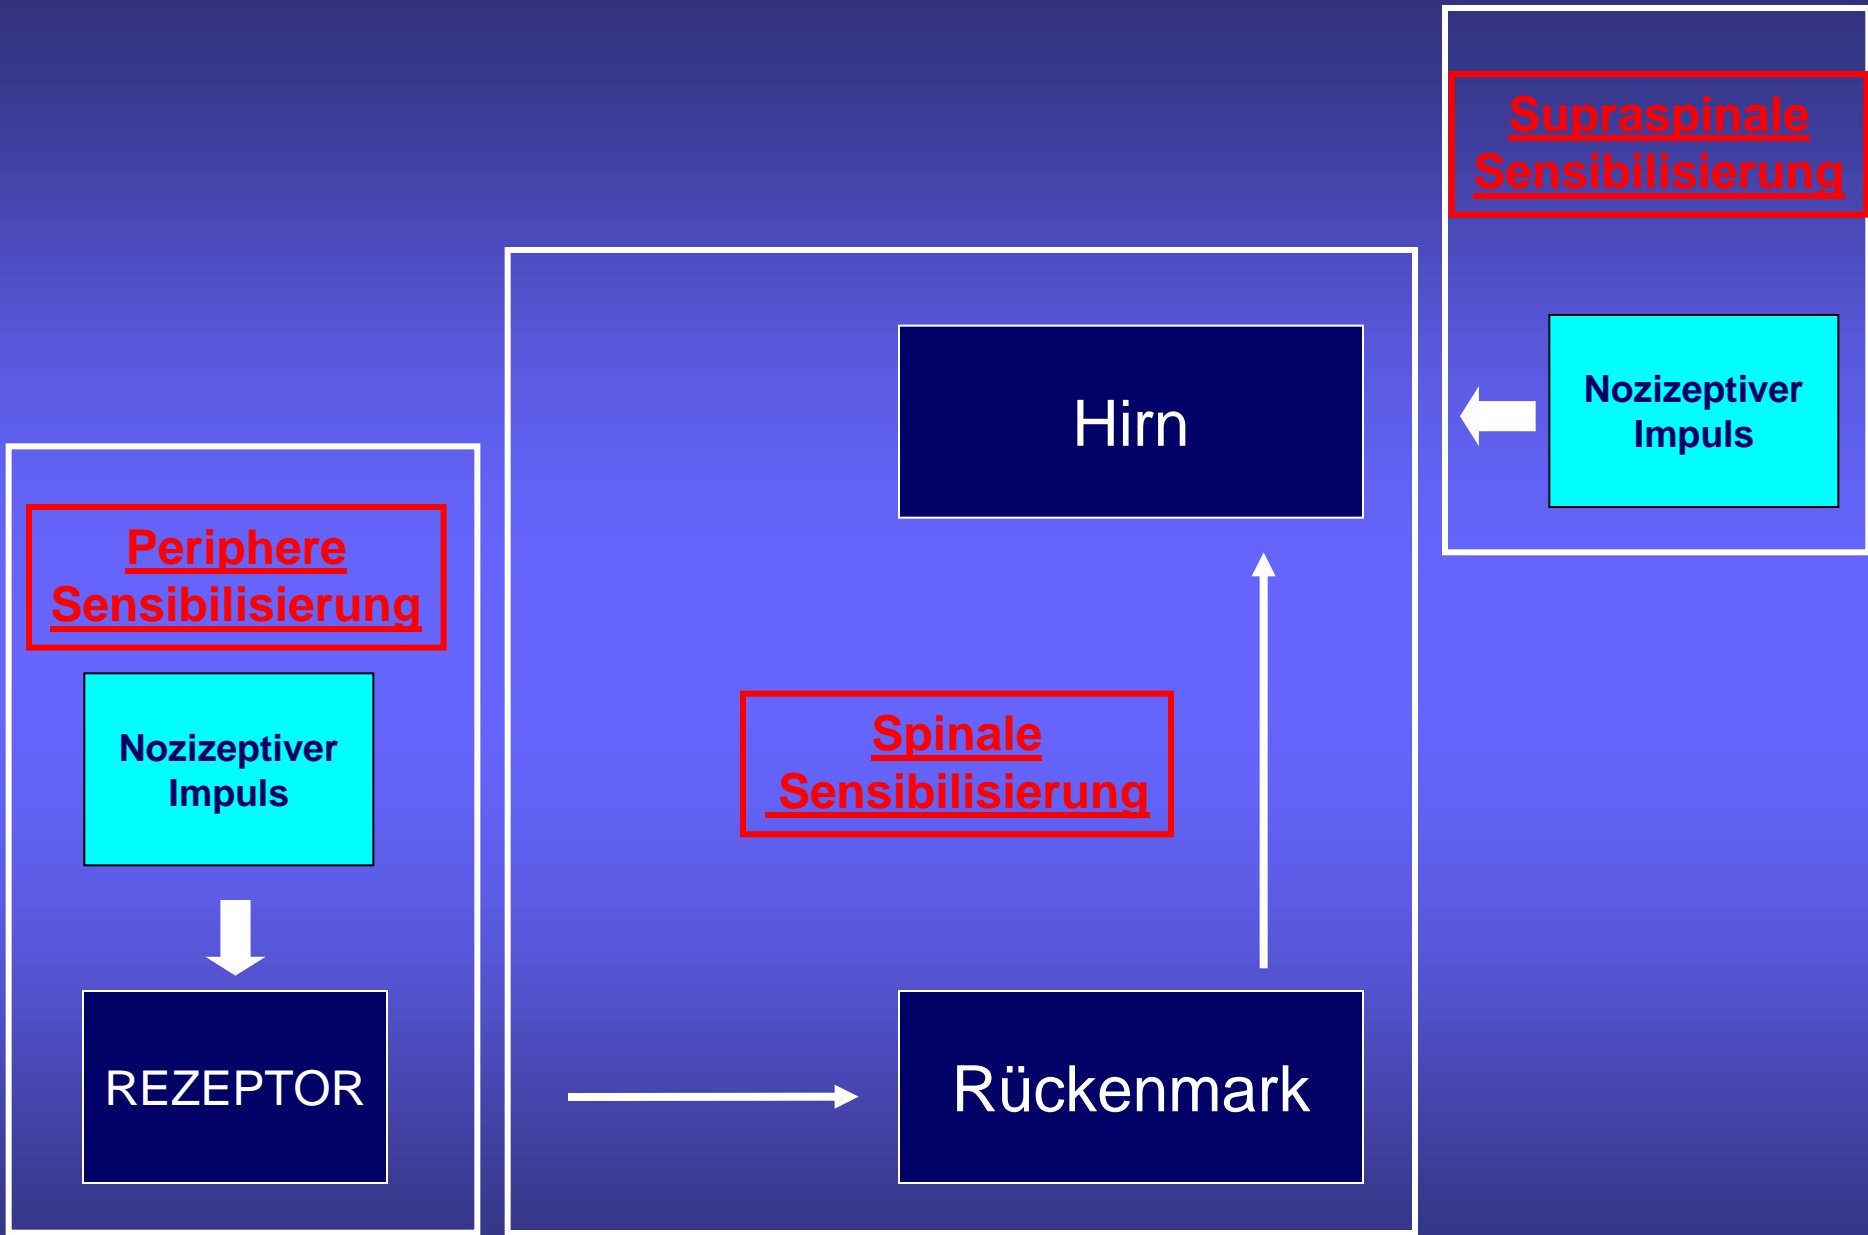 Supraspinale
Sensibilisierung
Hirn
Nozizeptiver
Impuls
Periphere
Sensibilisierung
Nozizeptiver
Impuls
Spinale
Sensibilisierung
REZEPTOR
Rückenmark